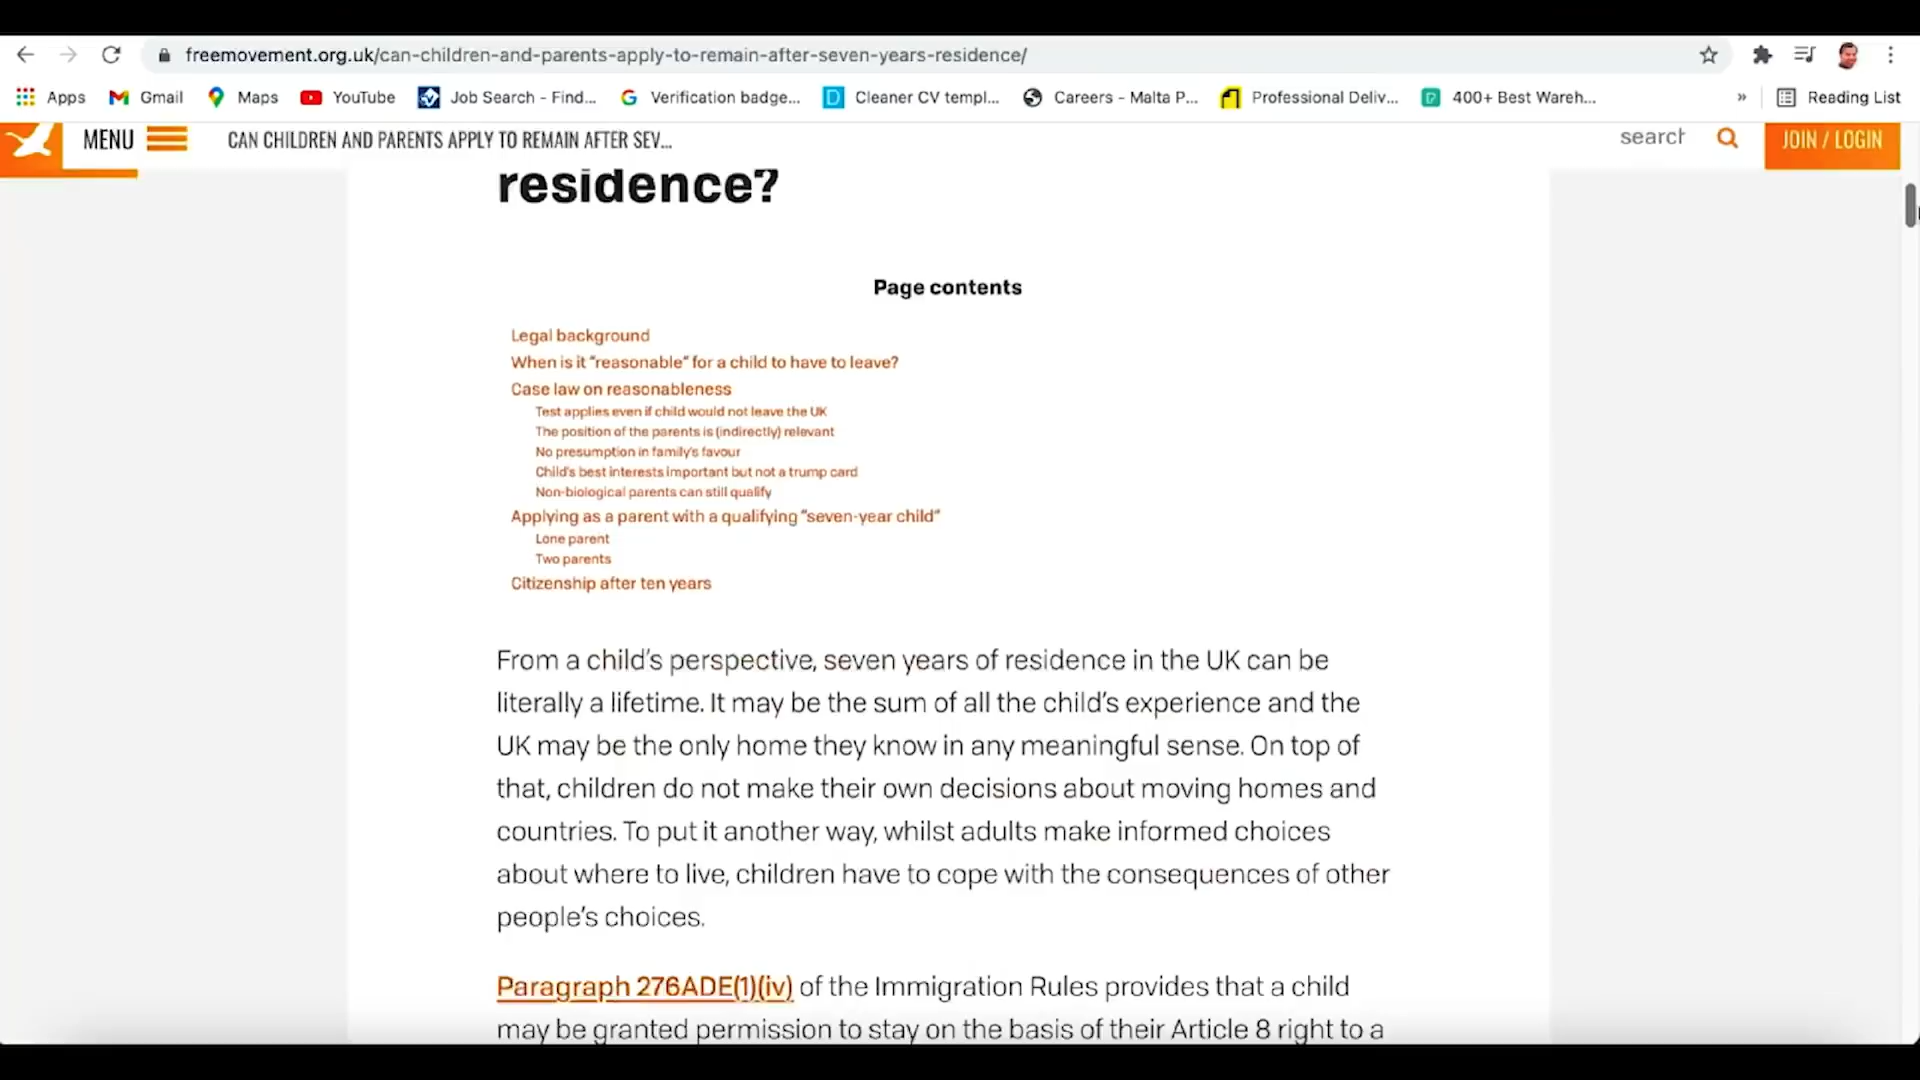 freemovement.org.uk/can-children-and-parents-apply-to-remain-after-seven-years-residence/
Apps Gmail Maps YouTube Job Search - Find... Verification badge... Cleaner CV templ... Careers - Malta P... Professional Deliv... 400+ Best Wareh... » Reading List
MENU CAN CHILDREN AND PARENTS APPLY TO REMAIN AFTER SEV... search JOIN / LOGIN
residence?
Page contents
Legal background
When is it “reasonable” for a child to have to leave?
Case law on reasonableness
Test applies even if child would not leave the UK
The position of the parents is (indirectly) relevant
No presumption in family's favour
Child's best interests important but not a trump card
Non-biological parents can still qualify
Applying as a parent with a qualifying “seven-year child”
Lone parent
Two parents
Citizenship after ten years
From a child’s perspective, seven years of residence in the UK can be
literally a lifetime. It may be the sum of all the child’s experience and the
UK may be the only home they know in any meaningful sense. On top of
that, children do not make their own decisions about moving homes and
countries. To put it another way, whilst adults make informed choices
about where to live, children have to cope with the consequences of other
people’s choices.
Paragraph 276ADE(1)(iv) of the Immigration Rules provides that a child
may be granted permission to stay on the basis of their Article 8 right to a